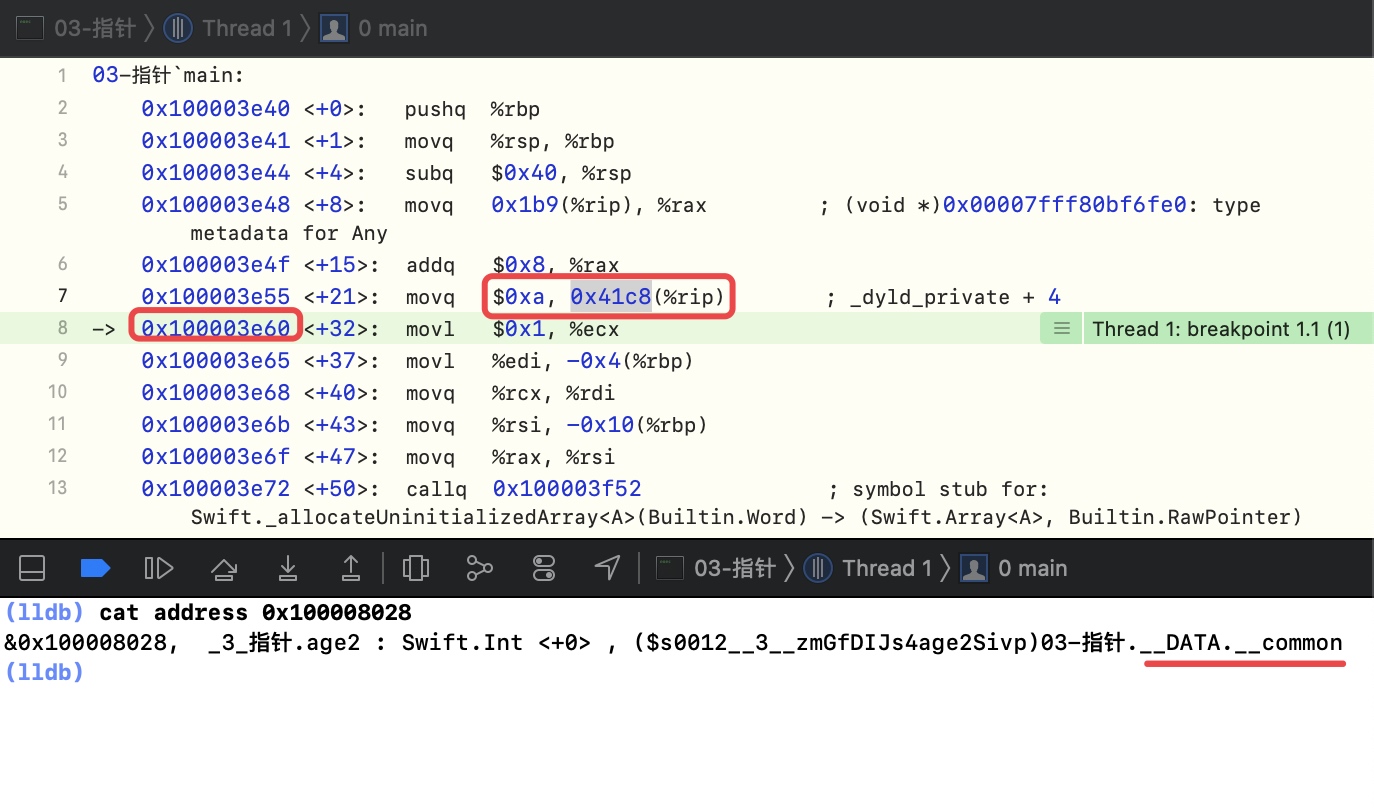 03-指针 〉 Thread 1 〉 0 main
1 03-指针`main:
2 0x100003e40 <+0>: pushq %rbp
3 0x100003e41 <+1>: movq %rsp, %rbp
4 0x100003e44 <+4>: subq $0x40, %rsp
5 0x100003e48 <+8>: movq 0x1b9(%rip), %rax ; (void *)0x00007fff80bf6fe0: type
metadata for Any
6 0x100003e4f <+15>: addq $0x8, %rax
7 0x100003e55 <+21>: movq $0xa, 0x41c8(%rip) ; _dyld_private + 4
8 -> 0x100003e60 <+32>: movl $0x1, %ecx Thread 1: breakpoint 1.1 (1)
9 0x100003e65 <+37>: movl %edi, -0x4(%rbp)
10 0x100003e68 <+40>: movq %rcx, %rdi
11 0x100003e6b <+43>: movq %rsi, -0x10(%rbp)
12 0x100003e6f <+47>: movq %rax, %rsi
13 0x100003e72 <+50>: callq 0x100003f52 ; symbol stub for:
Swift._allocateUninitializedArray<A>(Builtin.Word) -> (Swift.Array<A>, Builtin.RawPointer)
03-指针 〉 Thread 1 〉 0 main
(lldb) cat address 0x100008028
&0x100008028, _3_指针.age2 : Swift.Int <+0> , ($s0012__3__zmGfDIJs4age2Sivp)03-指针.__DATA.__common
(lldb)